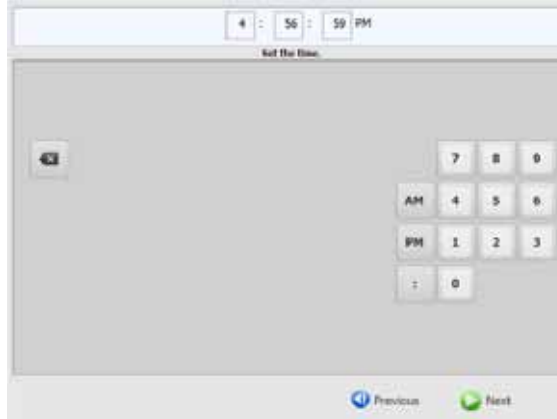 4 : 56 : 59 PM
Set the time.
7 8 9
AM 4 5 6
PM 1 2 3
: 0
Previous Next